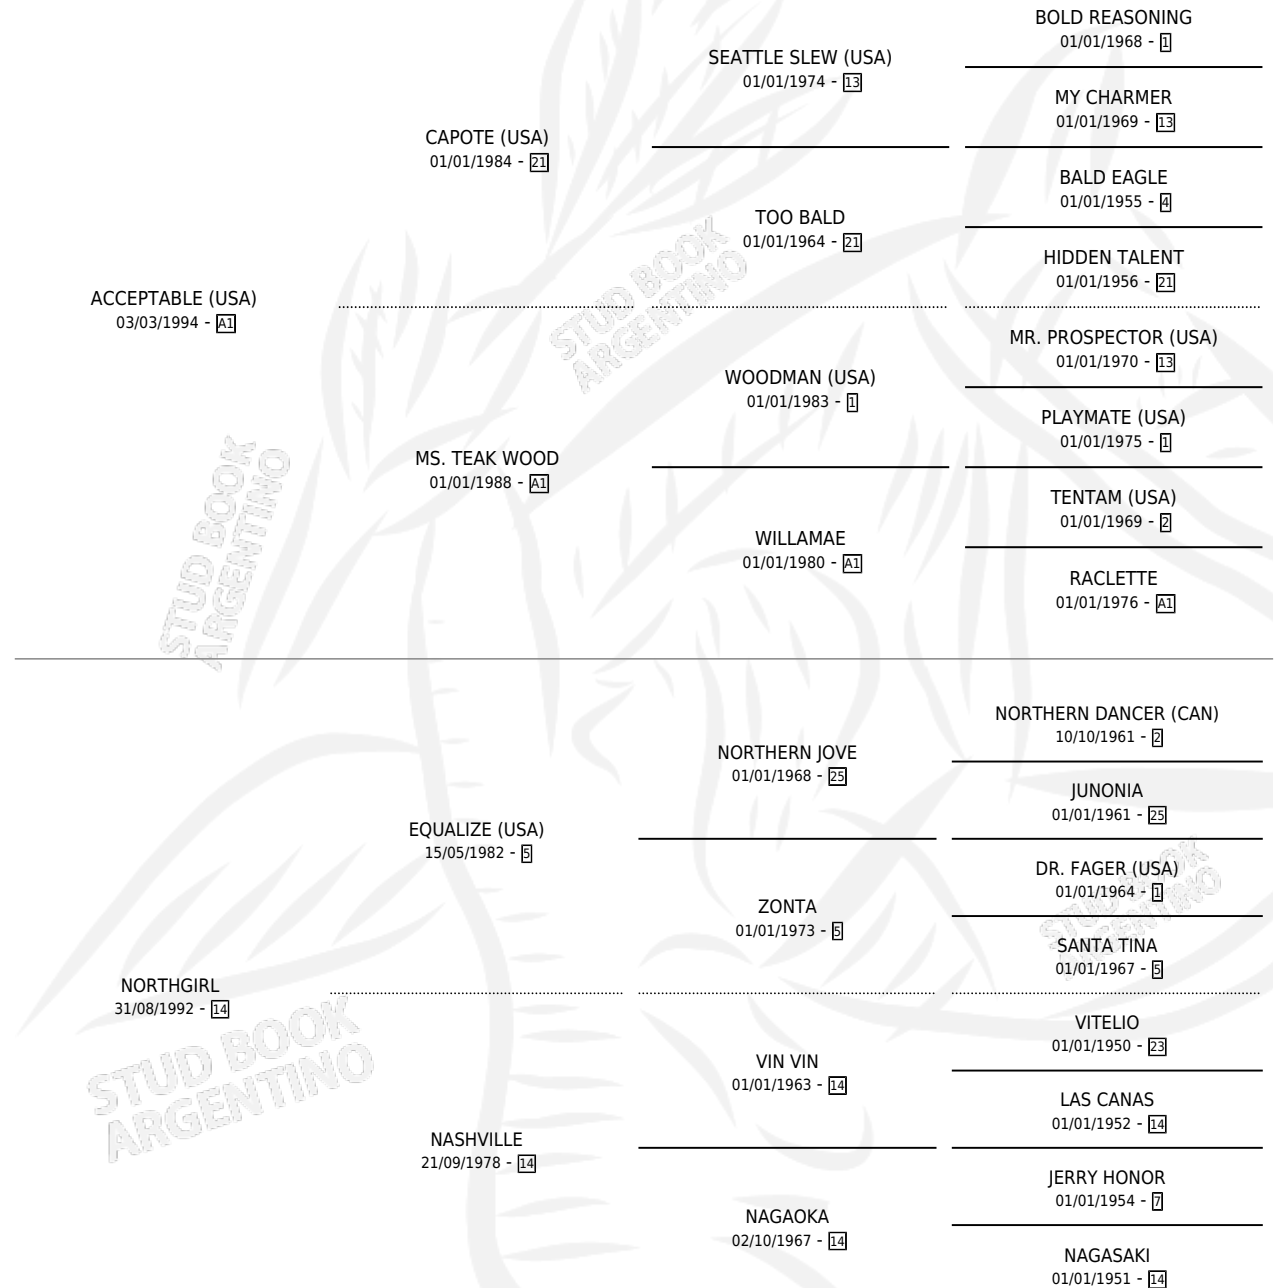 BOLD REASONING
01/01/1968 - 1
SEATTLE SLEW (USA)
01/01/1974 - 13
MY CHARMER
01/01/1969 - 13
CAPOTE (USA)
01/01/1984 - 21
BALD EAGLE
01/01/1955 - 4
TOO BALD
01/01/1964 - 21
HIDDEN TALENT
01/01/1956 - 21
ACCEPTABLE (USA)
03/03/1994 - A1
MR. PROSPECTOR (USA)
01/01/1970 - 13
WOODMAN (USA)
01/01/1983 - 1
PLAYMATE (USA)
01/01/1975 - 1
MS. TEAK WOOD
01/01/1988 - A1
TENTAM (USA)
01/01/1969 - 2
WILLAMAE
01/01/1980 - A1
RACLETTE
01/01/1976 - A1
NORTHERN DANCER (CAN)
10/10/1961 - 2
NORTHERN JOVE
01/01/1968 - 25
JUNONIA
01/01/1961 - 25
EQUALIZE (USA)
15/05/1982 - 5
DR. FAGER (USA)
01/01/1964 - 1
ZONTA
01/01/1973 - 5
SANTA TINA
01/01/1967 - 5
NORTHGIRL
31/08/1992 - 14
VITELIO
01/01/1950 - 23
VIN VIN
01/01/1963 - 14
LAS CANAS
01/01/1952 - 14
NASHVILLE
21/09/1978 - 14
JERRY HONOR
01/01/1954 - 7
NAGAOKA
02/10/1967 - 14
NAGASAKI
01/01/1951 - 14
STUD BOOK
ARGENTINO
STUD BOOK
ARGENTINO
STUD BOOK
ARGENTINO
STUD BOOK
ARGENTINO